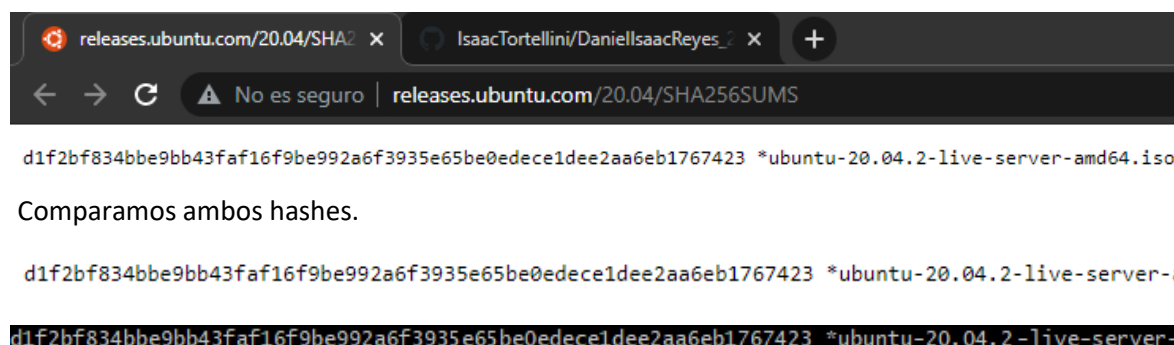 releases.ubuntu.com/20.04/SHA2
IsaacTortellini/DanielIsaacReyes_2
No es seguro | releases.ubuntu.com/20.04/SHA256SUMS
d1f2bf834bbe9bb43faf16f9be992a6f3935e65be0edece1dee2aa6eb1767423 *ubuntu-20.04.2-live-server-amd64.iso
Comparamos ambos hashes.
d1f2bf834bbe9bb43faf16f9be992a6f3935e65be0edece1dee2aa6eb1767423 *ubuntu-20.04.2-live-server-
d1f2bf834bbe9bb43faf16f9be992a6f3935e65be0edece1dee2aa6eb1767423 *ubuntu-20.04.2-live-server-